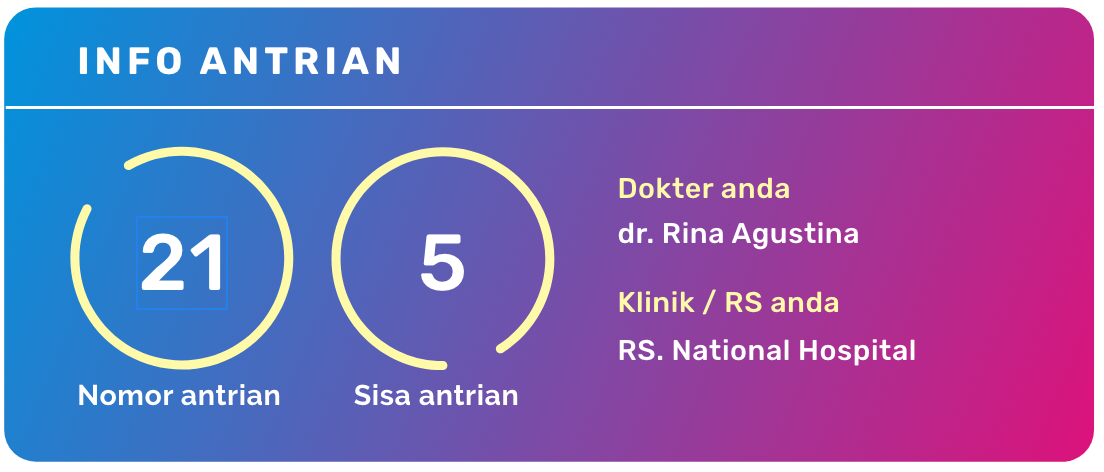 INFO ANTRIAN
21
Nomor antrian
5
Sisa antrian
Dokter anda
dr. Rina Agustina
Klinik / RS anda
RS. National Hospital